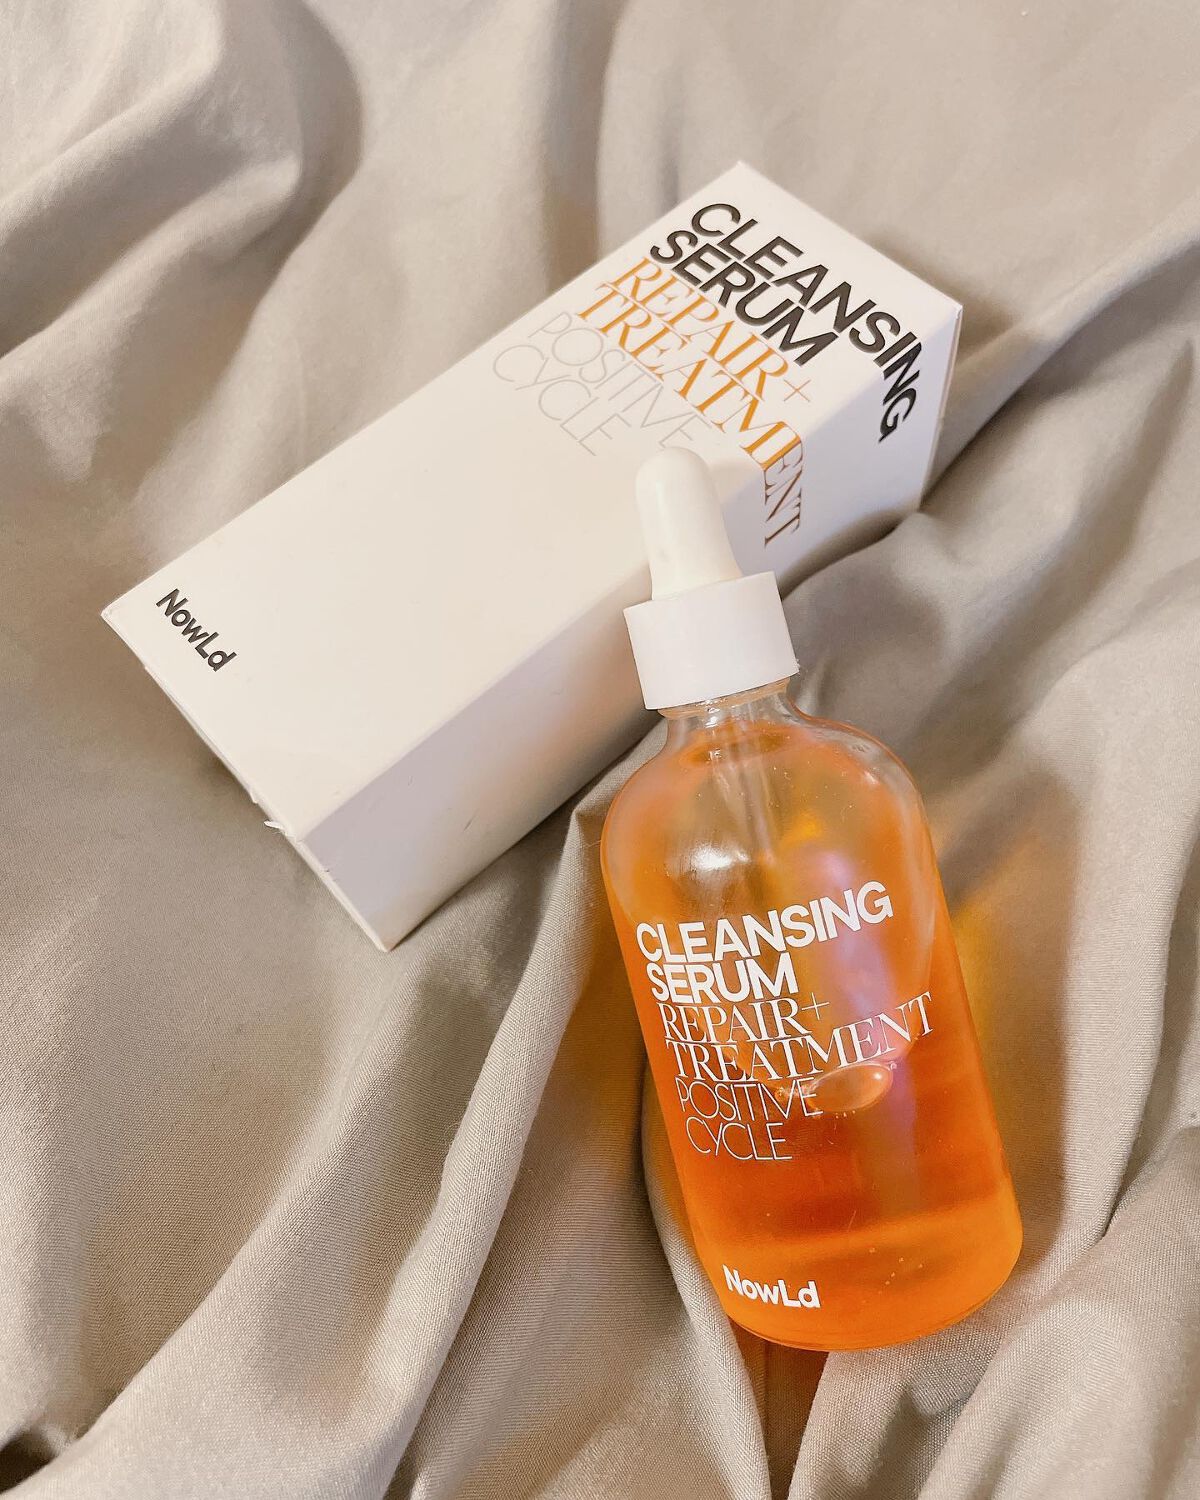 CLEANSING
SERUM
REPAIR+
TREATMENT
POSITIVE
CYCLE
NowLd
CLEANSING
SERUM
REPAIR+
TREATMENT
POSITIVE
CYCLE
NowLd